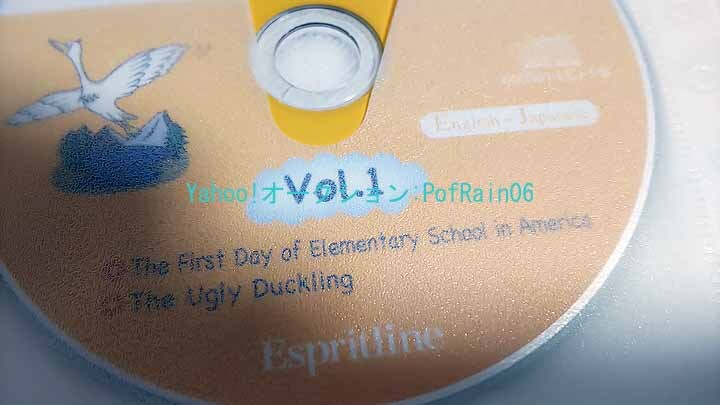 English - Japanese
Vol.1
Yahoo!オークション:PofRain06
The First Day of Elementary School in America
The Ugly Duckling
Espritline